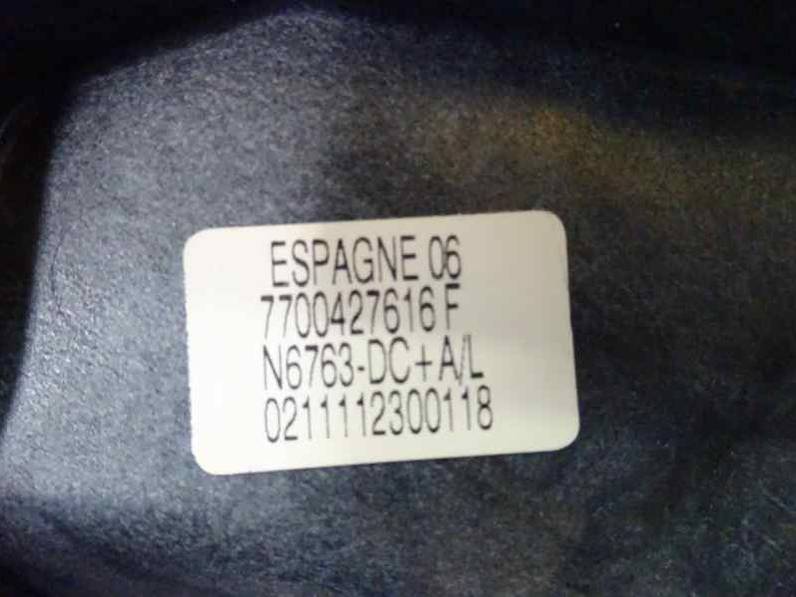 ESPAGNE 06
7700427616 F
N6763-DC+A/L
0211112300118